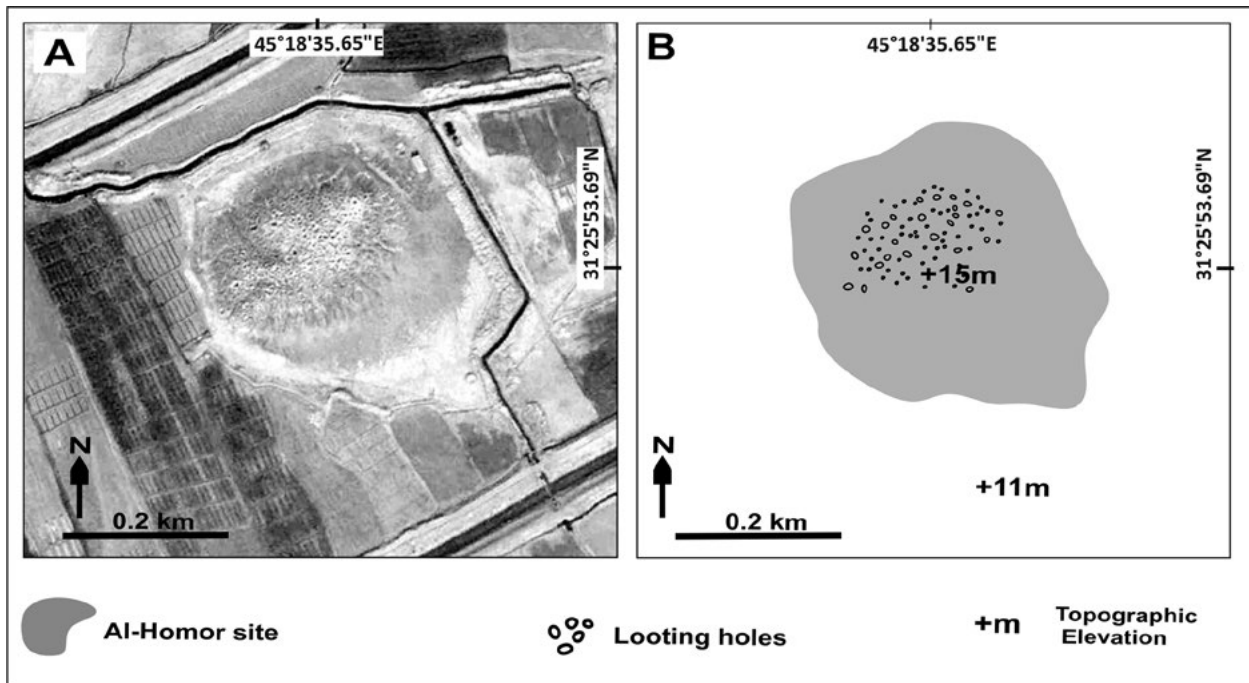 A
45°18'35.65"E
31°25'53.69"N
N
0.2 km
B
45°18'35.65"E
31°25'53.69"N
+15m
+11m
N
0.2 km
Al-Homor site
Looting holes
+m
Topographic
Elevation